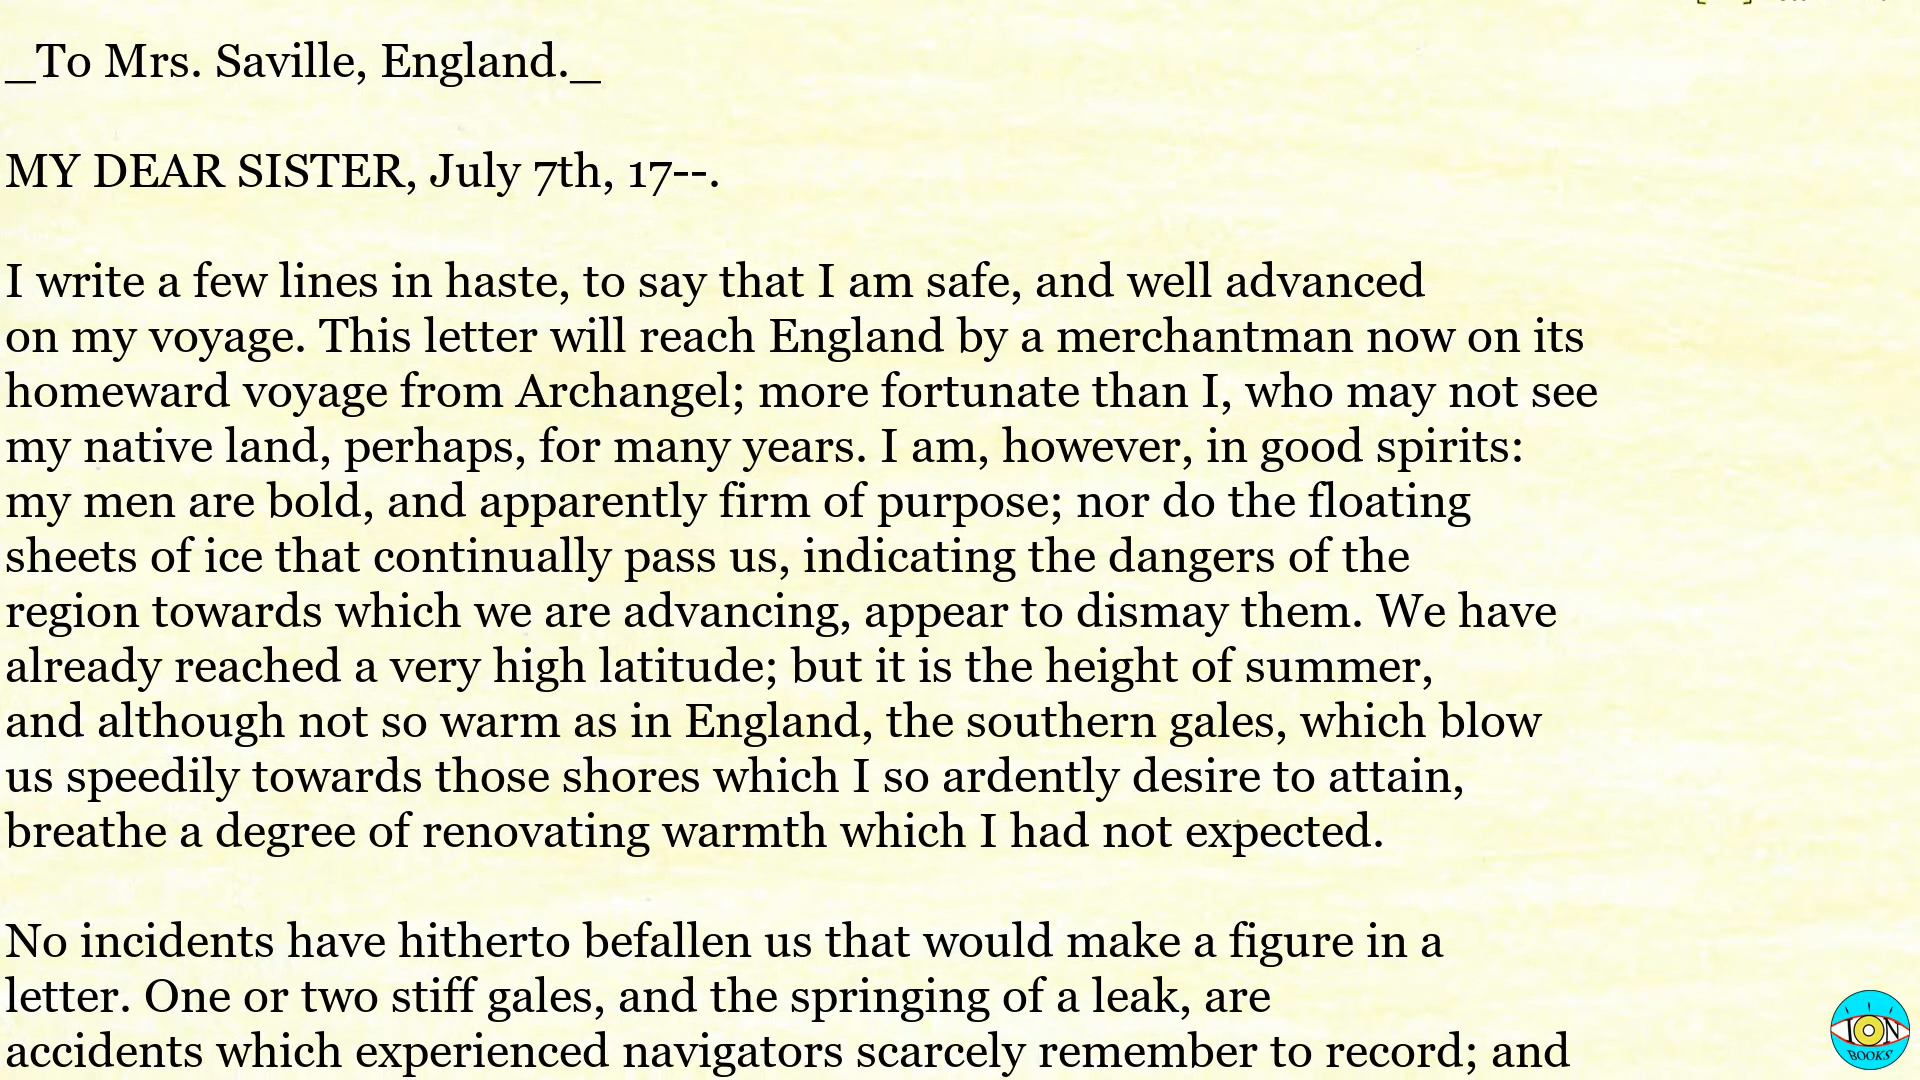 _To Mrs. Saville, England._
MY DEAR SISTER, July 7th, 17--.
I write a few lines in haste, to say that I am safe, and well advanced
on my voyage. This letter will reach England by a merchantman now on its
homeward voyage from Archangel; more fortunate than I, who may not see
my native land, perhaps, for many years. I am, however, in good spirits:
my men are bold, and apparently firm of purpose; nor do the floating
sheets of ice that continually pass us, indicating the dangers of the
region towards which we are advancing, appear to dismay them. We have
already reached a very high latitude; but it is the height of summer,
and although not so warm as in England, the southern gales, which blow
us speedily towards those shores which I so ardently desire to attain,
breathe a degree of renovating warmth which I had not expected.
No incidents have hitherto befallen us that would make a figure in a
letter. One or two stiff gales, and the springing of a leak, are
accidents which experienced navigators scarcely remember to record; and
ION
BOOKS